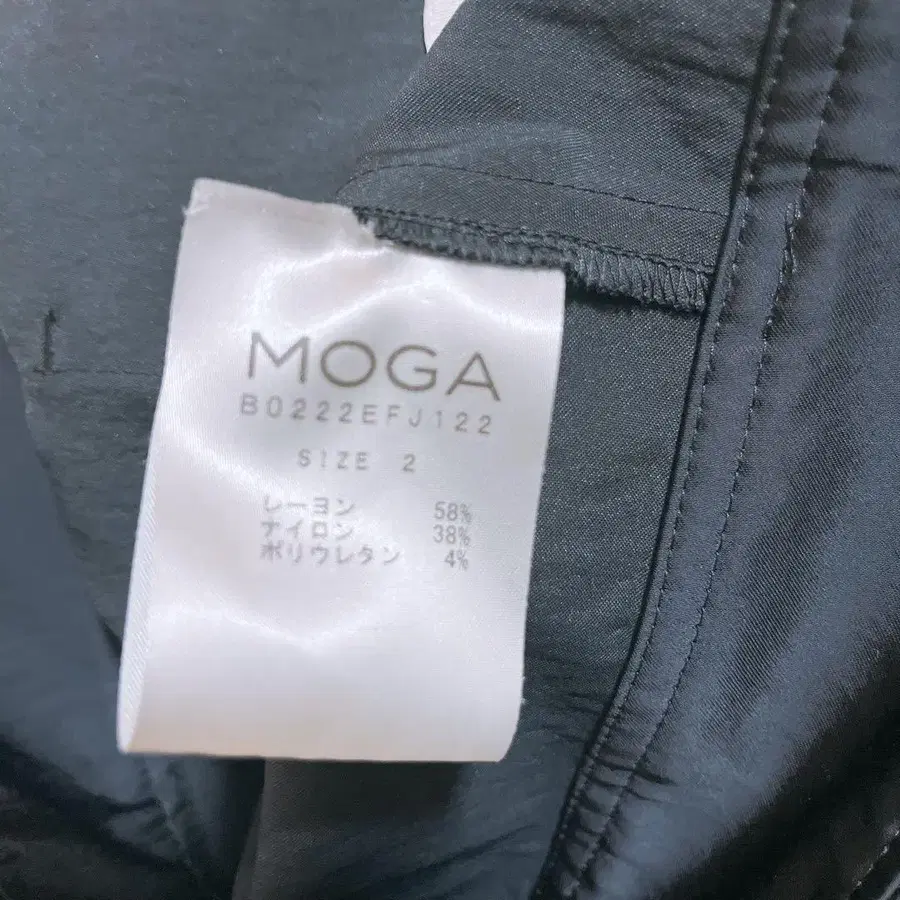 MOGA
B0222EFJ122
SIZE 2
レーヨン 58%
ナイロン 38%
ポリウレタン 4%